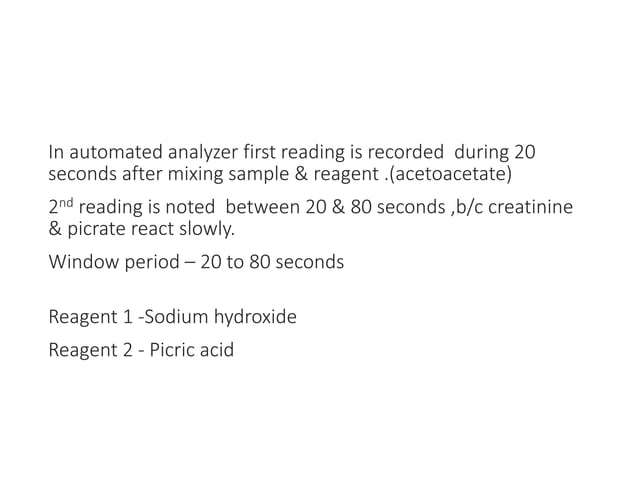 In automated analyzer first reading is recorded  during 20
seconds after mixing sample & reagent .(acetoacetate)
2nd reading is noted  between 20 & 80 seconds ,b/c creatinine
& picrate react slowly.
Window period – 20 to 80 seconds
Reagent 1 -Sodium hydroxide
Reagent 2 - Picric acid